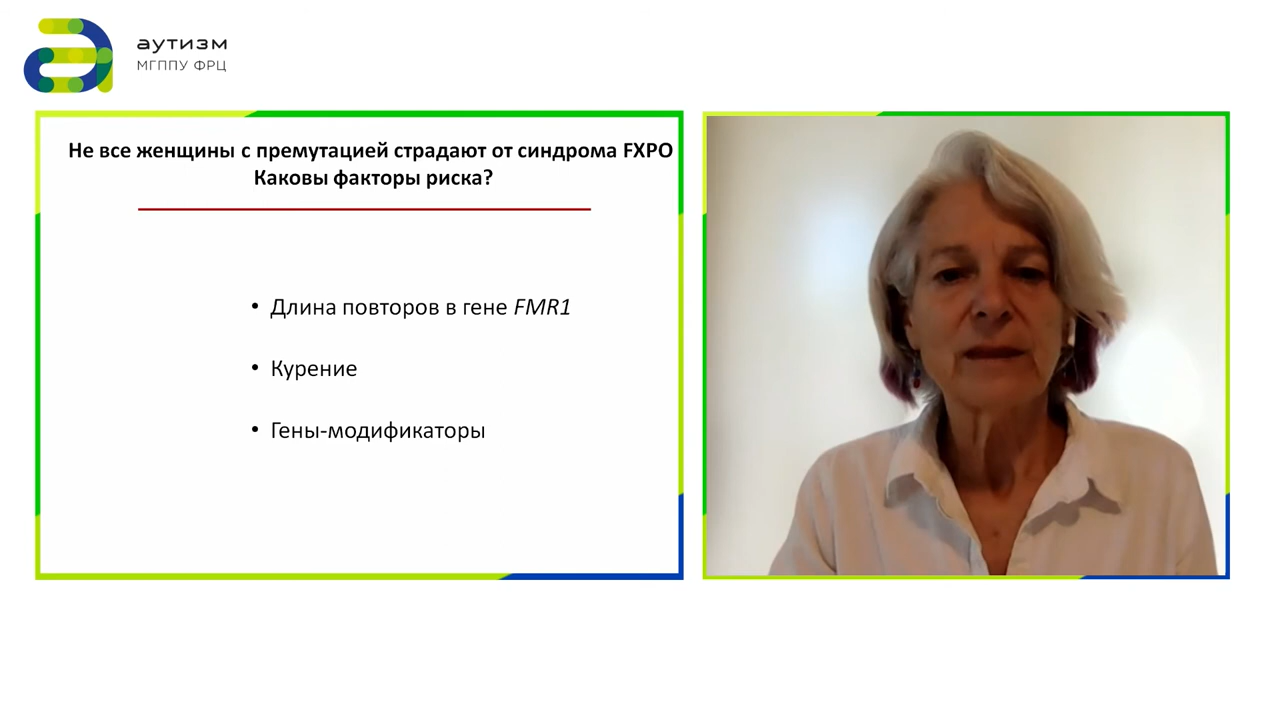 аутизм
МГППУ ФРЦ
Не все женщины с премутацией страдают от синдрома FXPO
Каковы факторы риска?
• Длина повторов в гене FMR1
• Курение
• Гены-модификаторы